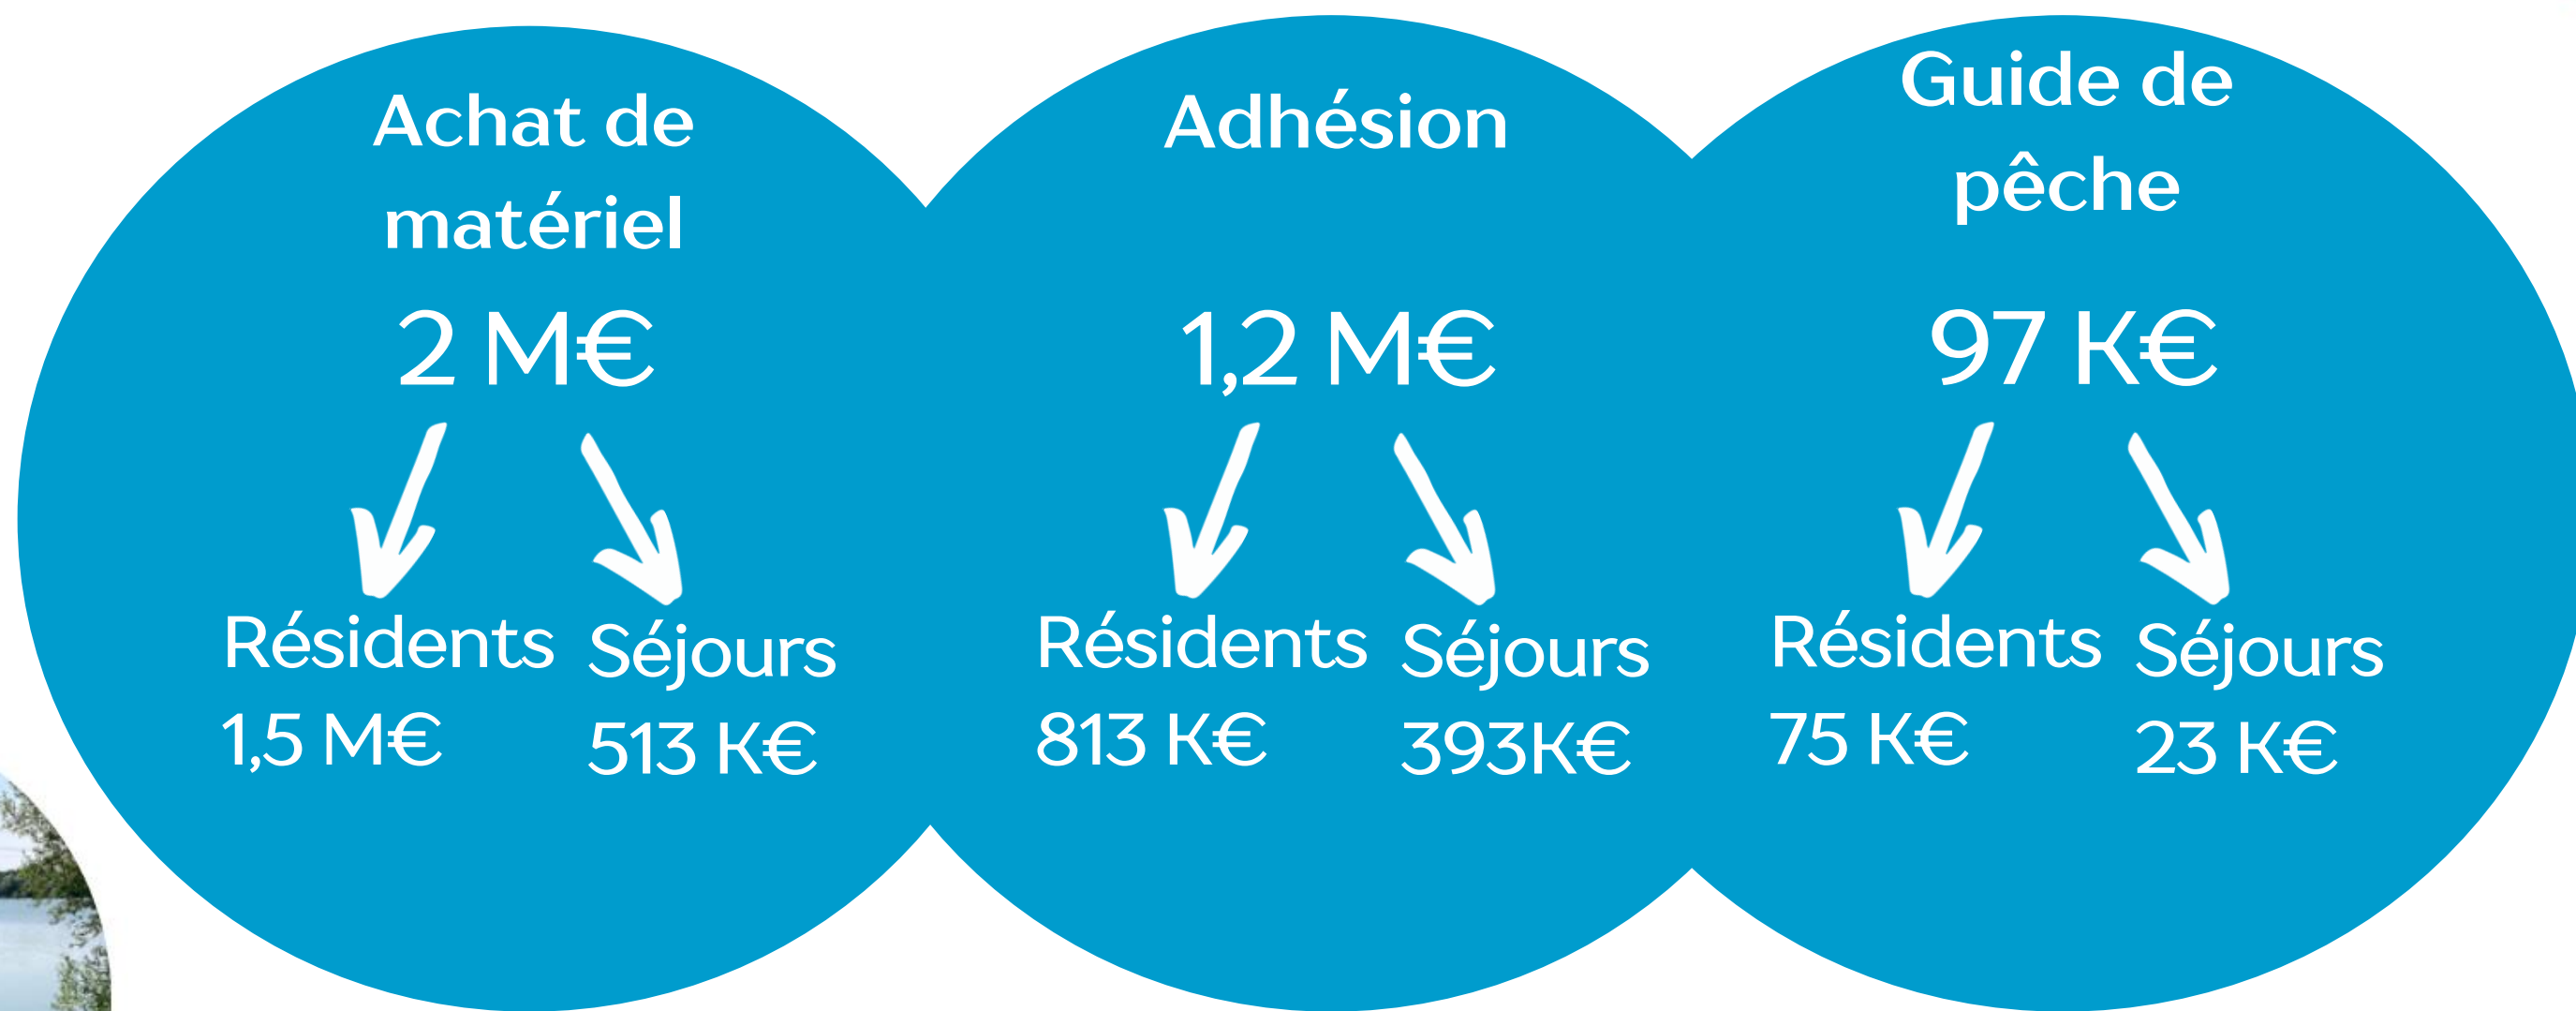 Achat de
matériel
2 M€
Résidents
1,5 M€
Séjours
513 K€
Adhésion
1,2 M€
Résidents
813 K€
Séjours
393K€
Guide de
pêche
97 K€
Résidents
75 K€
Séjours
23 K€